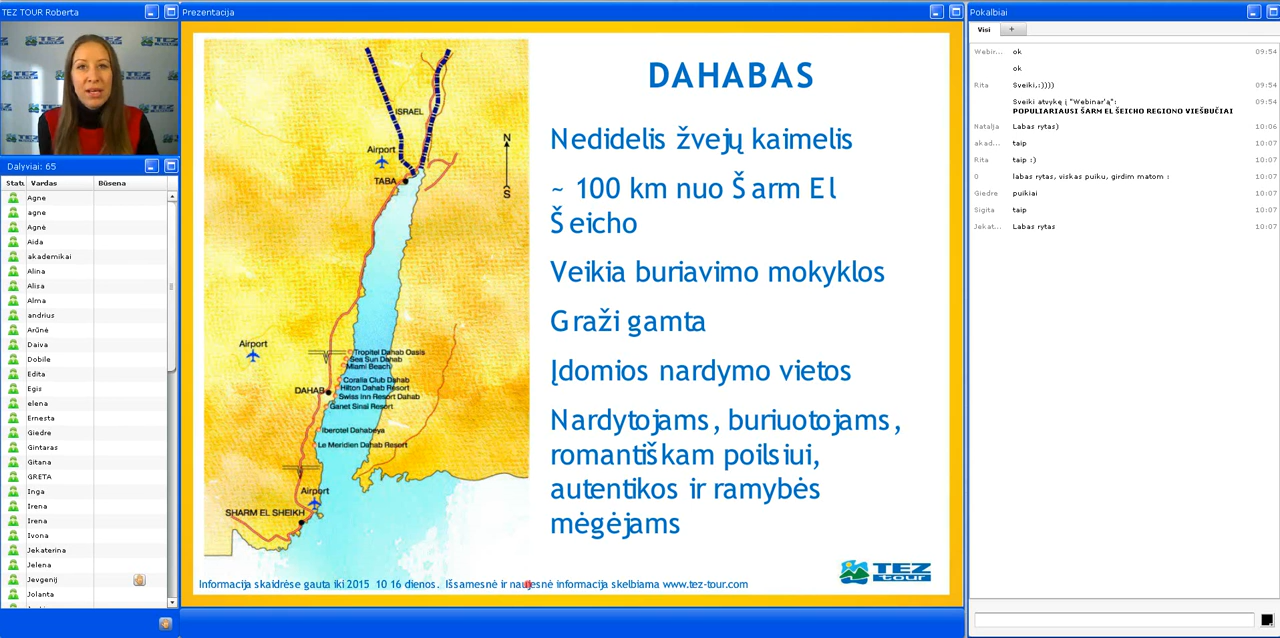 TEZ TOUR Roberta
TEZ
TEZ
TEZ
TEZ
TEZ
Dalyviai: 65
Vardas
Būsena
Agne
agne
Agnė
Aida
akademikai
Alina
Alisa
Alma
andrius
Arūnė
Daiva
Dobile
Edita
Egis
elena
Ernesta
Giedre
Gintaras
Gitana
GRETA
Inga
Irena
Irena
Ivona
Jekaterina
Jelena
Jevgenij
Jolanta
Prezentacija
ISRAEL
Airport
TABA
N
S
Airport
Tropitel Dahab Oasis
Sea Sun Dahab
Miami Beach
Coralia Club Dahab
DAHAB
Hilton Dahab Resort
Swiss Inn Resort Dahab
Ganet Sinai Resort
Iberotel Dahabeya
Le Meridien Dahab Resort
Airport
SHARM EL SHEIKH
DAHABAS
Nedidelis žvejų kaimelis
~ 100 km nuo Šarm El
Šeicho
Veikia buriavimo mokyklos
Graži gamta
Įdomios nardymo vietos
Nardytojams, buriuotojams,
romantiškam poilsiui,
autentikos ir ramybės
mėgėjams
TEZ
tour
Informacija skaidrėse gauta iki 2015 10 16 dienos. Išsamesnė ir naujesnė informacija skelbiama www.tez-tour.com
Pokalbiai
Visi +
Webir... ok 09:54
ok
Rita Sveiki,:)))) 09:54
Sveiki atvykę į "Webinar'ą": 09:54
POPULIARIAUSI ŠARM EL ŠEICHO REGIONO VIEŠBUČIAI
Natalja Labas rytas) 10:06
akad... taip 10:07
Rita taip :) 10:07
0 labas rytas, viskas puiku, girdim matom : 10:07
Giedre puikiai 10:07
Sigita taip 10:07
Jekat... Labas rytas 10:07